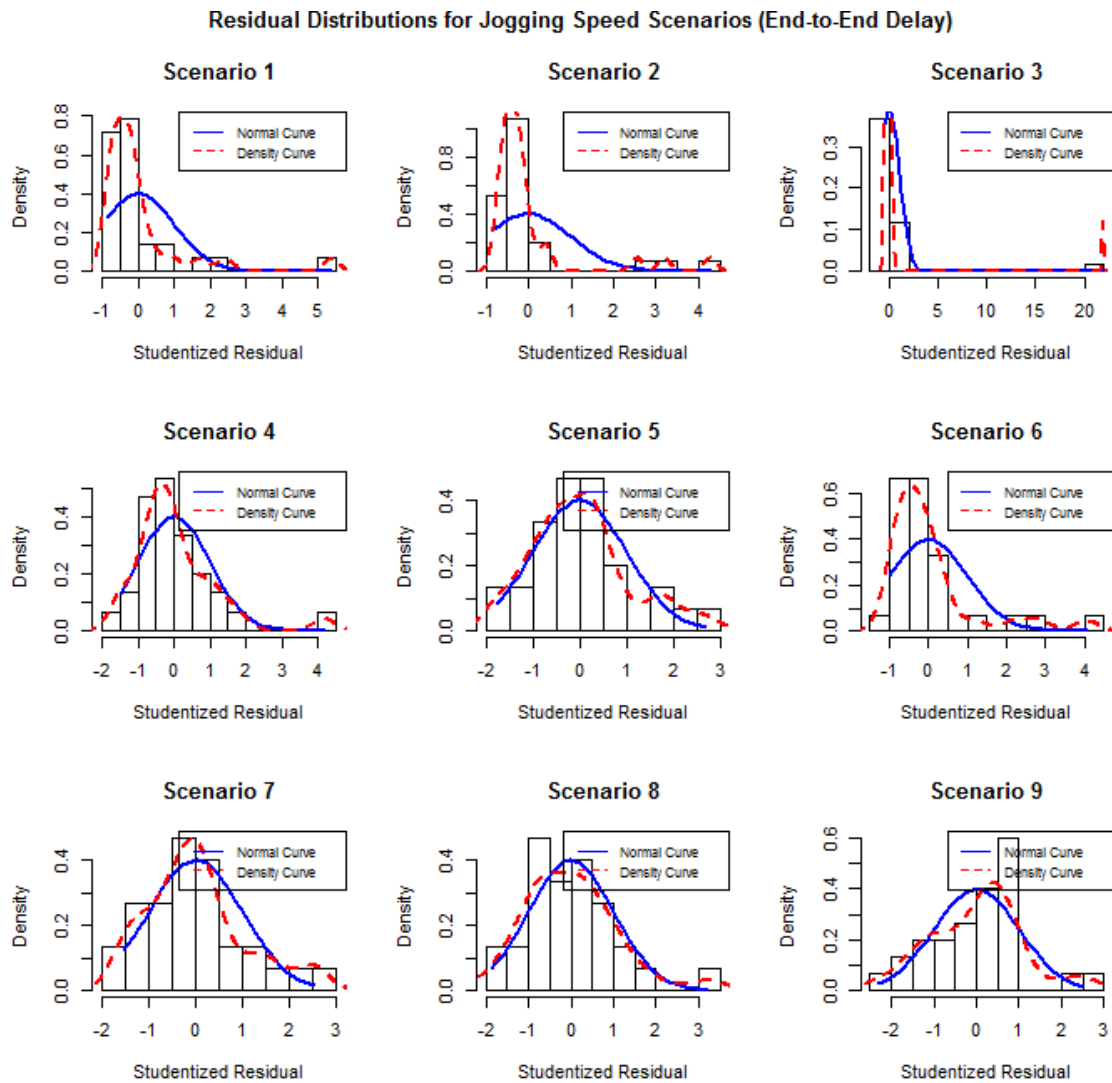 Residual Distributions for Jogging Speed Scenarios (End-to-End Delay)
Scenario 1
Scenario 2
Scenario 3
Density
0.0 0.2 0.4 0.6 0.8
Normal Curve
Density Curve
-1 0 1 2 3 4 5
Studentized Residual
Density
0.0 0.4 0.8
Normal Curve
Density Curve
-1 0 1 2 3 4
Studentized Residual
Density
0.0 0.1 0.2 0.3
Normal Curve
Density Curve
0 5 10 15 20
Studentized Residual
Scenario 4
Scenario 5
Scenario 6
Density
0.0 0.2 0.4
Normal Curve
Density Curve
-2 -1 0 1 2 3 4
Studentized Residual
Density
0.0 0.2 0.4
Normal Curve
Density Curve
-2 -1 0 1 2 3
Studentized Residual
Density
0.0 0.2 0.4 0.6
Normal Curve
Density Curve
-1 0 1 2 3 4
Studentized Residual
Scenario 7
Scenario 8
Scenario 9
Density
0.0 0.2 0.4
Normal Curve
Density Curve
-2 -1 0 1 2 3
Studentized Residual
Density
0.0 0.2 0.4
Normal Curve
Density Curve
-2 -1 0 1 2 3
Studentized Residual
Density
0.0 0.2 0.4 0.6
Normal Curve
Density Curve
-2 -1 0 1 2 3
Studentized Residual